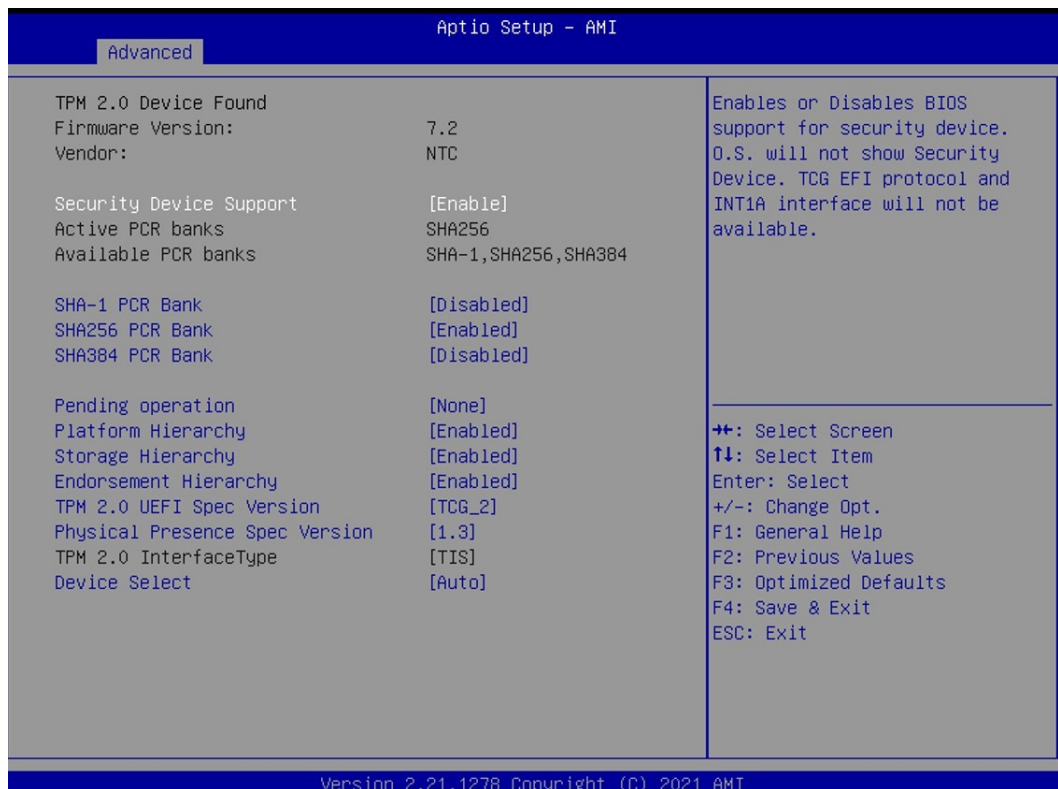 Aptio Setup - AMI
Advanced
TPM 2.0 Device Found
Firmware Version: 7.2
Vendor: NTC
Security Device Support [Enable]
Active PCR banks SHA256
Available PCR banks SHA-1,SHA256,SHA384
SHA-1 PCR Bank [Disabled]
SHA256 PCR Bank [Enabled]
SHA384 PCR Bank [Disabled]
Pending operation [None]
Platform Hierarchy [Enabled]
Storage Hierarchy [Enabled]
Endorsement Hierarchy [Enabled]
TPM 2.0 UEFI Spec Version [TCG_2]
Physical Presence Spec Version [1.3]
TPM 2.0 InterfaceType [TIS]
Device Select [Auto]
Enables or Disables BIOS
support for security device.
O.S. will not show Security
Device. TCG EFI protocol and
INT1A interface will not be
available.
→←: Select Screen
↑↓: Select Item
Enter: Select
+/-: Change Opt.
F1: General Help
F2: Previous Values
F3: Optimized Defaults
F4: Save & Exit
ESC: Exit
Version 2.21.1278 Copyright (C) 2021 AMI